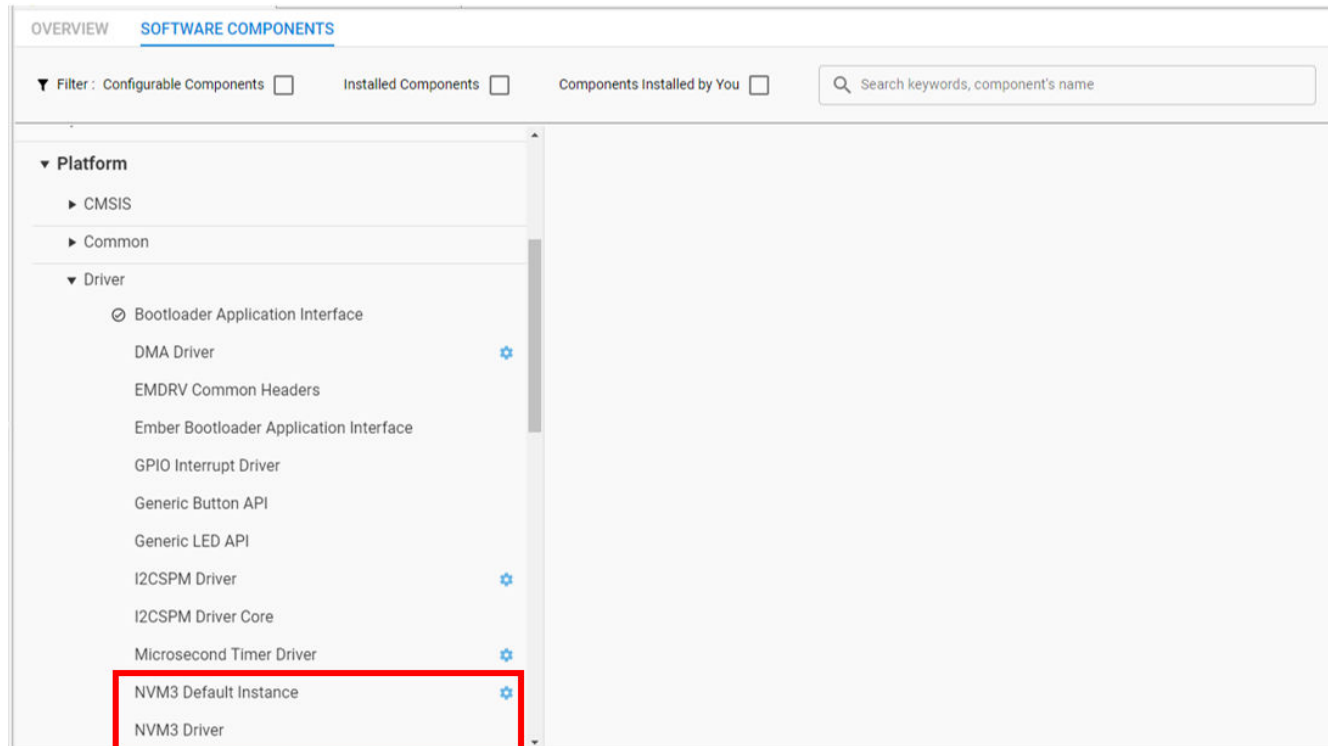 OVERVIEW SOFTWARE COMPONENTS
Filter : Configurable Components Installed Components Components Installed by You Search keywords, component's name
Platform
CMSIS
Common
Driver
Bootloader Application Interface
DMA Driver
EMDRV Common Headers
Ember Bootloader Application Interface
GPIO Interrupt Driver
Generic Button API
Generic LED API
I2CSPM Driver
I2CSPM Driver Core
Microsecond Timer Driver
NVM3 Default Instance
NVM3 Driver